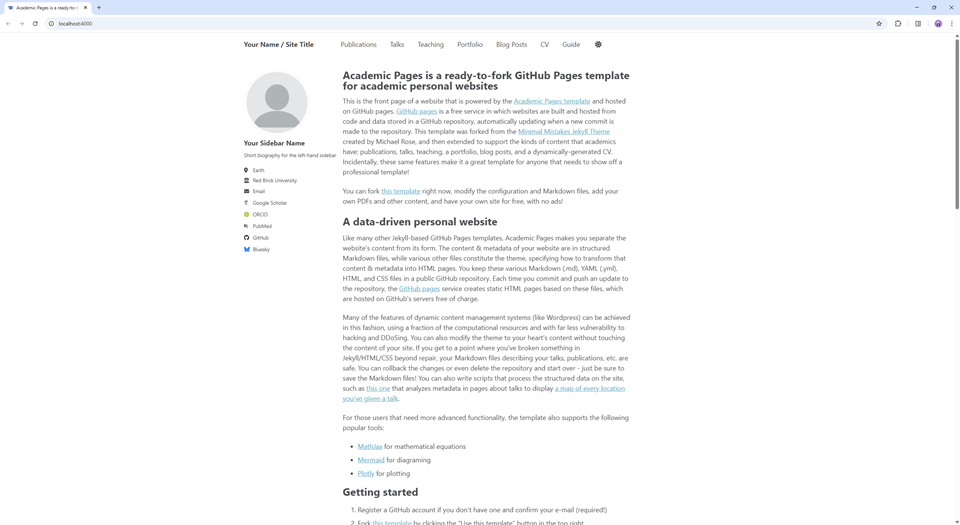 Academic Pages is a ready-to-f
localhost:4000
Your Name / Site Title
Publications
Talks
Teaching
Portfolio
Blog Posts
CV
Guide
Your Sidebar Name
Short biography for the left-hand sidebar
Earth
Red Brick University
Email
Google Scholar
ORCID
PubMed
GitHub
Bluesky
Academic Pages is a ready-to-fork GitHub Pages template
for academic personal websites
This is the front page of a website that is powered by the Academic Pages template and hosted
on GitHub pages. GitHub pages is a free service in which websites are built and hosted from
code and data stored in a GitHub repository, automatically updating when a new commit is
made to the repository. This template was forked from the Minimal Mistakes Jekyll Theme
created by Michael Rose, and then extended to support the kinds of content that academics
have: publications, talks, teaching, a portfolio, blog posts, and a dynamically-generated CV.
Incidentally, these same features make it a great template for anyone that needs to show off a
professional template!
You can fork this template right now, modify the configuration and Markdown files, add your
own PDFs and other content, and have your own site for free, with no ads!
A data-driven personal website
Like many other Jekyll-based GitHub Pages templates, Academic Pages makes you separate the
website's content from its form. The content & metadata of your website are in structured
Markdown files, while various other files constitute the theme, specifying how to transform that
content & metadata into HTML pages. You keep these various Markdown (.md), YAML (.yml),
HTML, and CSS files in a public GitHub repository. Each time you commit and push an update to
the repository, the GitHub pages service creates static HTML pages based on these files, which
are hosted on GitHub's servers free of charge.
Many of the features of dynamic content management systems (like Wordpress) can be achieved
in this fashion, using a fraction of the computational resources and with far less vulnerability to
hacking and DDoSing. You can also modify the theme to your heart's content without touching
the content of your site. If you get to a point where you've broken something in
Jekyll/HTML/CSS beyond repair, your Markdown files describing your talks, publications, etc. are
safe. You can rollback the changes or even delete the repository and start over - just be sure to
save the Markdown files! You can also write scripts that process the structured data on the site,
such as this one that analyzes metadata in pages about talks to display a map of every location
you've given a talk.
For those users that need more advanced functionality, the template also supports the following
popular tools:
• MathJax for mathematical equations
• Mermaid for diagraming
• Plotly for plotting
Getting started
1. Register a GitHub account if you don't have one and confirm your e-mail (required!)
2. Fork this template by clicking the "Use this template" button in the top right.